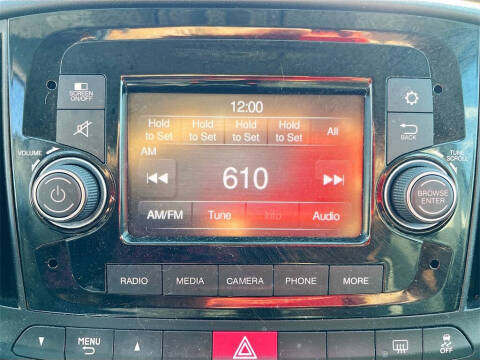 12:00
SCREEN ON/OFF
Hold to Set Hold to Set Hold to Set Hold to Set All
AM
BACK
VOLUME
TUNE SCROLL
610
BROWSE ENTER
AM/FM Tune Info Audio
RADIO MEDIA CAMERA PHONE MORE
MENU
OFF